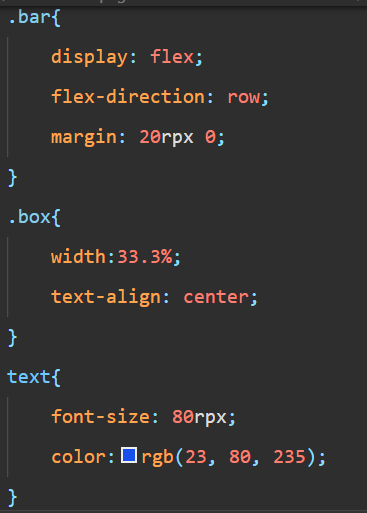 .bar{
display: flex;
flex-direction: row;
margin: 20rpx 0;
}
.box{
width:33.3%;
text-align: center;
}
text{
font-size: 80rpx;
color: rgb(23, 80, 235);
}